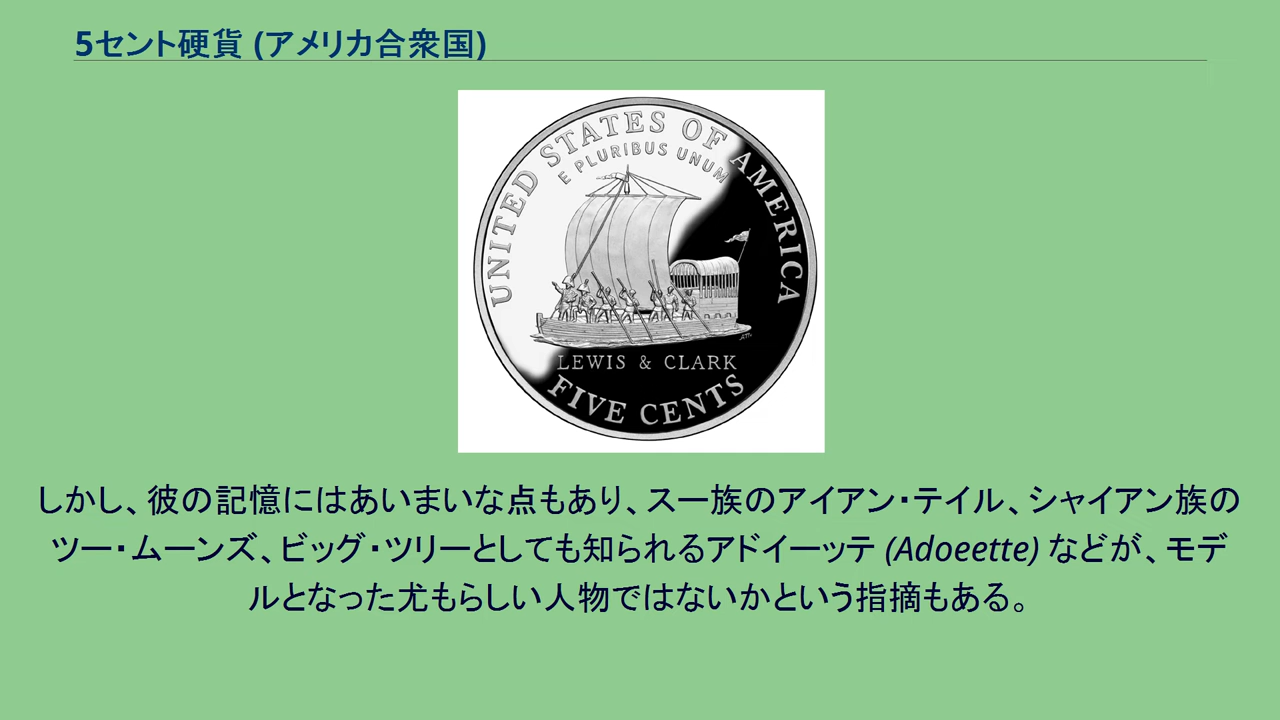 5セント硬貨 (アメリカ合衆国)
UNITED STATES OF AMERICA
E PLURIBUS UNUM
LEWIS & CLARK
FIVE CENTS
しかし、彼の記憶にはあいまいな点もあり、スー族のアイアン・テイル、シャイアン族の
ツー・ムーンズ、ビッグ・ツリーとしても知られるアドイーッテ (Adoeette) などが、モデ
ルとなった尤もらしい人物ではないかという指摘もある。